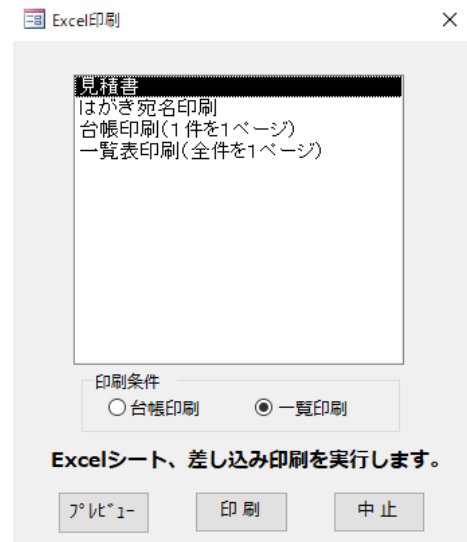 Excel印刷
見積書
はがき宛名印刷
台帳印刷(1件を1ページ)
一覧表印刷(全件を1ページ)
印刷条件
台帳印刷 一覧印刷
Excelシート、差し込み印刷を実行します。
ﾌﾟﾚﾋﾞｭｰ 印 刷 中 止